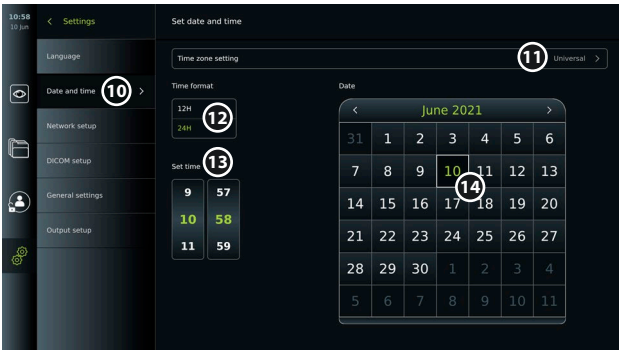 10:58
10 Jun
Settings
Set date and time
Language
Date and time 10
Network setup
DICOM setup
General settings
Output setup
Time zone setting 11 Universal
Time format
12H
24H
12
Set time 13
9 57
10 58
11 59
Date
June 2021
31 1 2 3 4 5 6
7 8 9 10 11 12 13
14
14 15 16 17 18 19 20
21 22 23 24 25 26 27
28 29 30 1 2 3 4
5 6 7 8 9 10 11